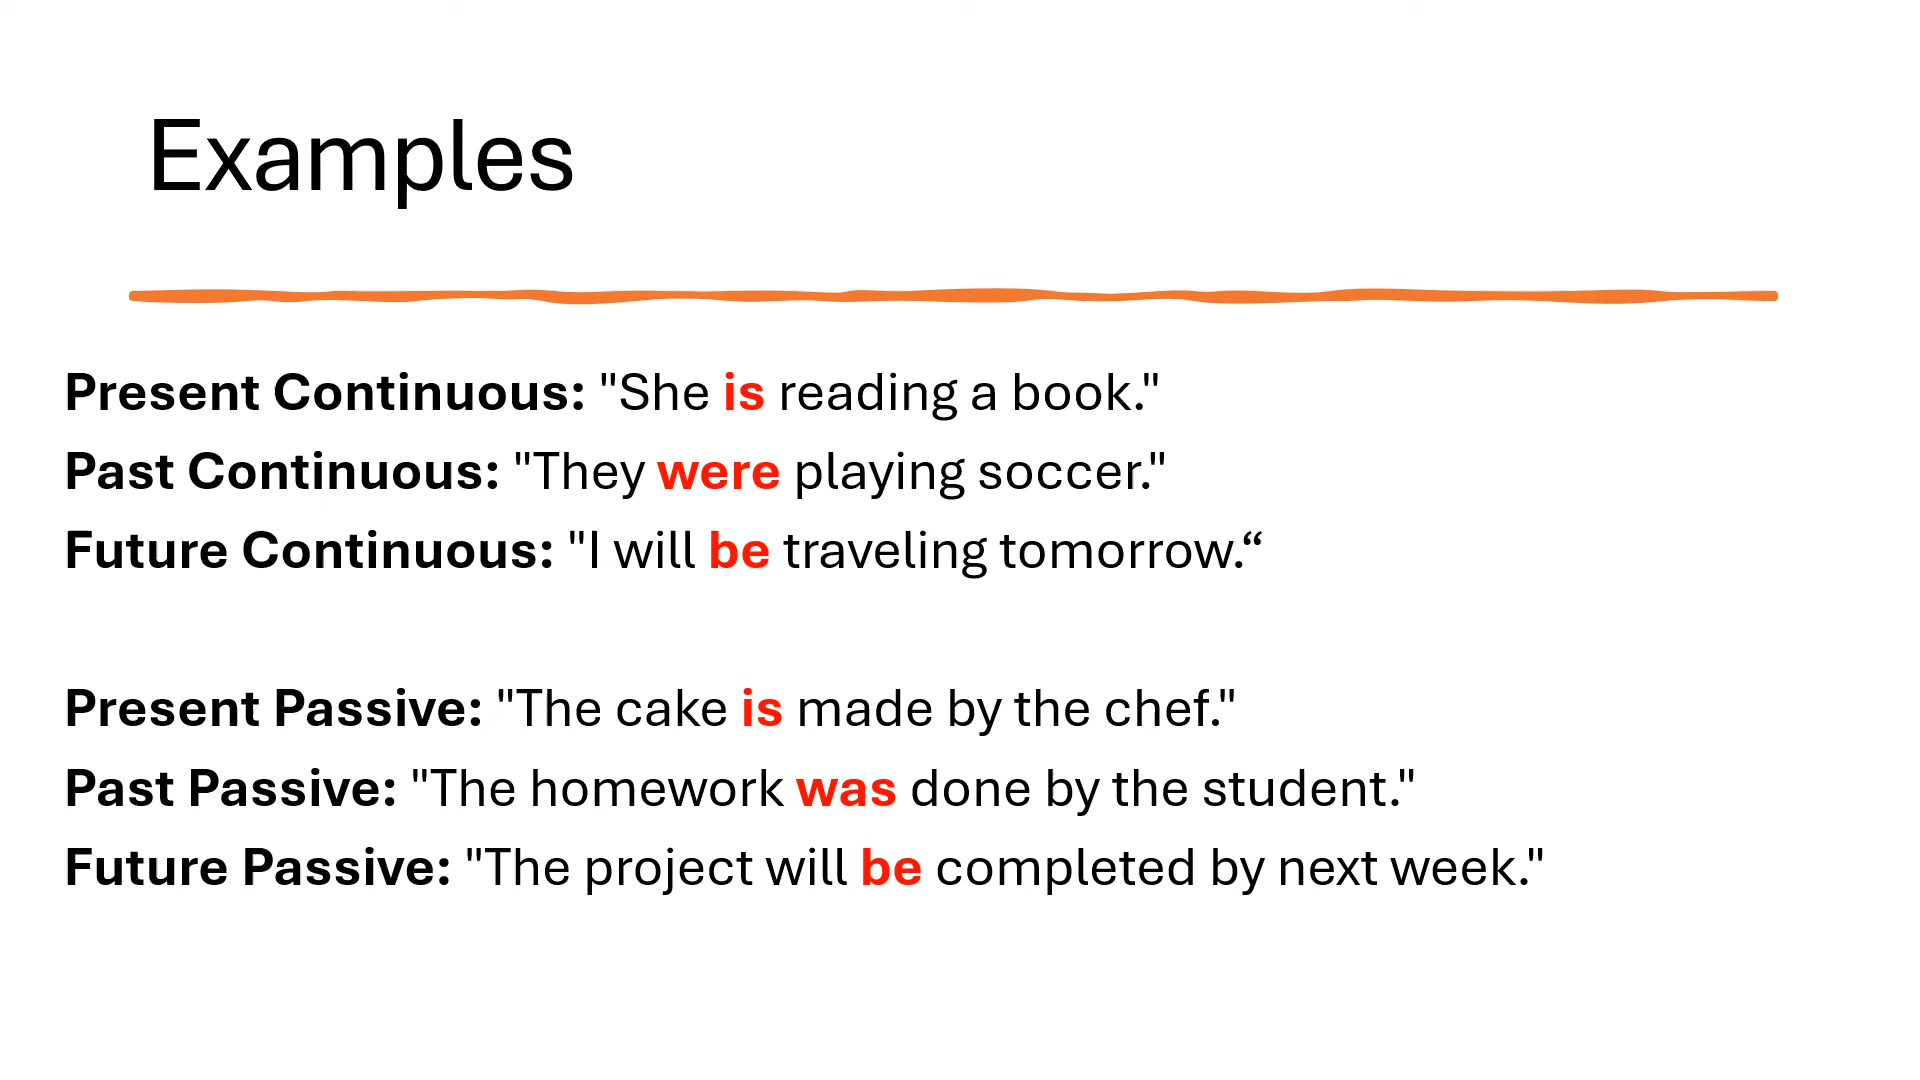 Examples
Present Continuous: "She is reading a book."
Past Continuous: "They were playing soccer."
Future Continuous: "I will be traveling tomorrow.“
Present Passive: "The cake is made by the chef."
Past Passive: "The homework was done by the student."
Future Passive: "The project will be completed by next week."